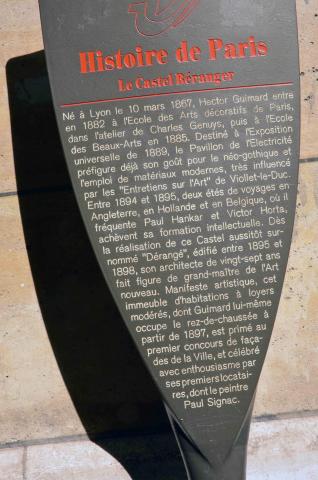 Histoire de Paris
Le Castel Béranger
Né à Lyon le 10 mars 1867, Hector Guimard entre
en 1882 à l'Ecole des Arts décoratifs de Paris,
dans l'atelier de Charles Genuys, puis à l'Ecole
des Beaux-Arts en 1885. Destiné à l'Exposition
universelle de 1889, le Pavillon de l'Electricité
préfigure déjà son goût pour le néo-gothique et
l'emploi de matériaux modernes, très influencé
par les "Entretiens sur l'Art" de Viollet-le-Duc.
Entre 1894 et 1895, deux étés de voyages en
Angleterre, en Hollande et en Belgique, où il
fréquente Paul Hankar et Victor Horta,
achèvent sa formation intellectuelle. Dès
la réalisation de ce Castel aussitôt sur-
nommé "Dérangé", édifié entre 1895 et
1898, son architecte de vingt-sept ans
fait figure de grand-maître de l'Art
nouveau. Manifeste artistique, cet
immeuble d'habitations à loyers
modérés, dont Guimard lui-même
occupe le rez-de-chaussée à
partir de 1897, est primé au
premier concours de faça-
des de la Ville, et célébré
avec enthousiasme par
ses premiers locatai-
res, dont le peintre
Paul Signac.